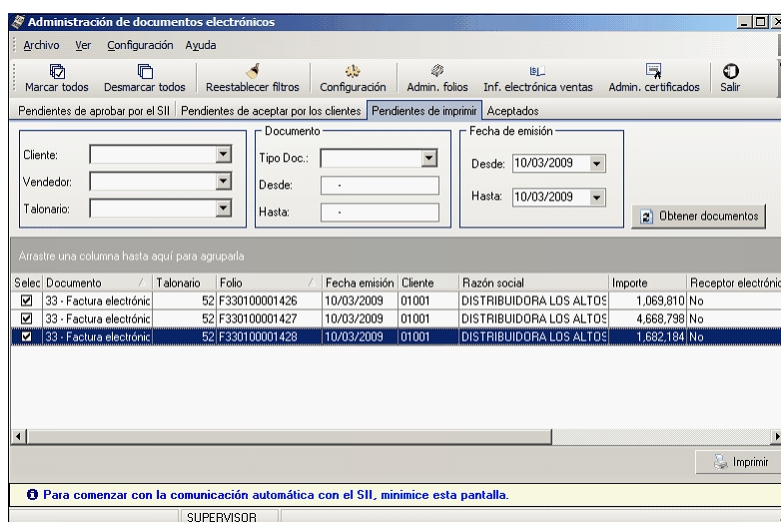 Administración de documentos electrónicos
Archivo Ver Configuración Ayuda
Marcar todos Desmarcar todos Reestablecer filtros Configuración Admin. folios Inf. electrónica ventas Admin. certificados Salir
Pendientes de aprobar por el SII Pendientes de aceptar por los clientes Pendientes de imprimir Aceptados
Documento Fecha de emisión
Cliente: Tipo Doc.: Desde: 10/03/2009
Vendedor: Desde: -
Talonario: Hasta: - Hasta: 10/03/2009
Obtener documentos
Arrastre una columna hasta aquí para agruparla
Selec Documento Talonario Folio Fecha emisión Cliente Razón social Importe Receptor electrónic
33 - Factura electrónic 52 F330100001426 10/03/2009 01001 DISTRIBUIDORA LOS ALTOS 1,069,810 No
33 - Factura electrónic 52 F330100001427 10/03/2009 01001 DISTRIBUIDORA LOS ALTOS 4,668,798 No
33 - Factura electrónic 52 F330100001428 10/03/2009 01001 DISTRIBUIDORA LOS ALTOS 1,682,184 No
Imprimir
Para comenzar con la comunicación automática con el SII, minimice esta pantalla.
SUPERVISOR